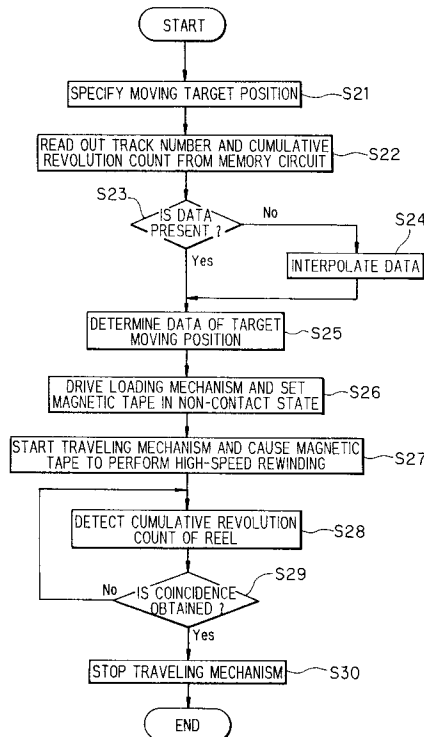 START
SPECIFY MOVING TARGET POSITION
S21
READ OUT TRACK NUMBER AND CUMULATIVE
REVOLUTION COUNT FROM MEMORY CIRCUIT
S22
S23
IS DATA
PRESENT ?
No
Yes
S24
INTERPOLATE DATA
DETERMINE DATA OF TARGET
MOVING POSITION
S25
DRIVE LOADING MECHANISM AND SET
MAGNETIC TAPE IN NON-CONTACT STATE
S26
START TRAVELING MECHANISM AND CAUSE MAGNETIC
TAPE TO PERFORM HIGH-SPEED REWINDING
S27
DETECT CUMULATIVE REVOLUTION
COUNT OF REEL
S28
S29
No
IS COINCIDENCE
OBTAINED ?
Yes
STOP TRAVELING MECHANISM
S30
END